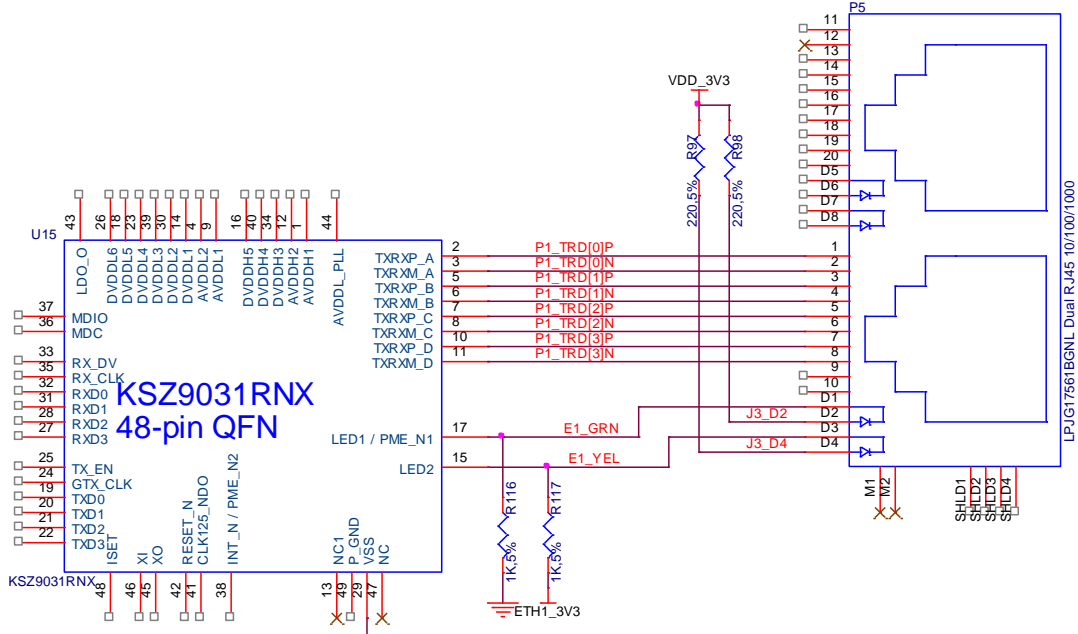 P5
11
12
13
14
15
16
17
18
19
20
D5
D6
D7
D8
1
2
3
4
5
6
7
8
9
10
D1
D2
D3
D4
M1
M2
SHLD1
SHLD2
SHLD3
SHLD4
LPJG17561BGNL Dual RJ45 10/100/1000
VDD_3V3
R97
R98
220,5%
220,5%
U15
43
26
18
23
39
30
14
4
9
16
40
34
12
1
44
LDO_O
DVDDL6
DVDDL5
DVDDL4
DVDDL3
DVDDL2
DVDDL1
AVDDL2
AVDDL1
DVDDH5
DVDDH4
DVDDH3
AVDDH2
AVDDH1
AVDDL_PLL
37 MDIO
36 MDC
33 RX_DV
35 RX_CLK
32 RXD0
31 RXD1
28 RXD2
27 RXD3
25 TX_EN
24 GTX_CLK
19 TXD0
20 TXD1
21 TXD2
22 TXD3
KSZ9031RNX
48-pin QFN
TXRXP_A 2 P1_TRD[0]P
TXRXM_A 3 P1_TRD[0]N
TXRXP_B 5 P1_TRD[1]P
TXRXM_B 6 P1_TRD[1]N
TXRXP_C 7 P1_TRD[2]P
TXRXM_C 8 P1_TRD[2]N
TXRXP_D 10 P1_TRD[3]P
TXRXM_D 11 P1_TRD[3]N
J3_D2
LED1 / PME_N1 17 E1_GRN
J3_D4
LED2 15 E1_YEL
R116
R117
1K,5%
1K,5%
ETH1_3V3
ISET
XI
XO
RESET_N
CLK125_NDO
INT_N / PME_N2
NC1
P_GND
VSS
NC
KSZ9031RNX
48
46
45
42
41
38
13
49
29
47